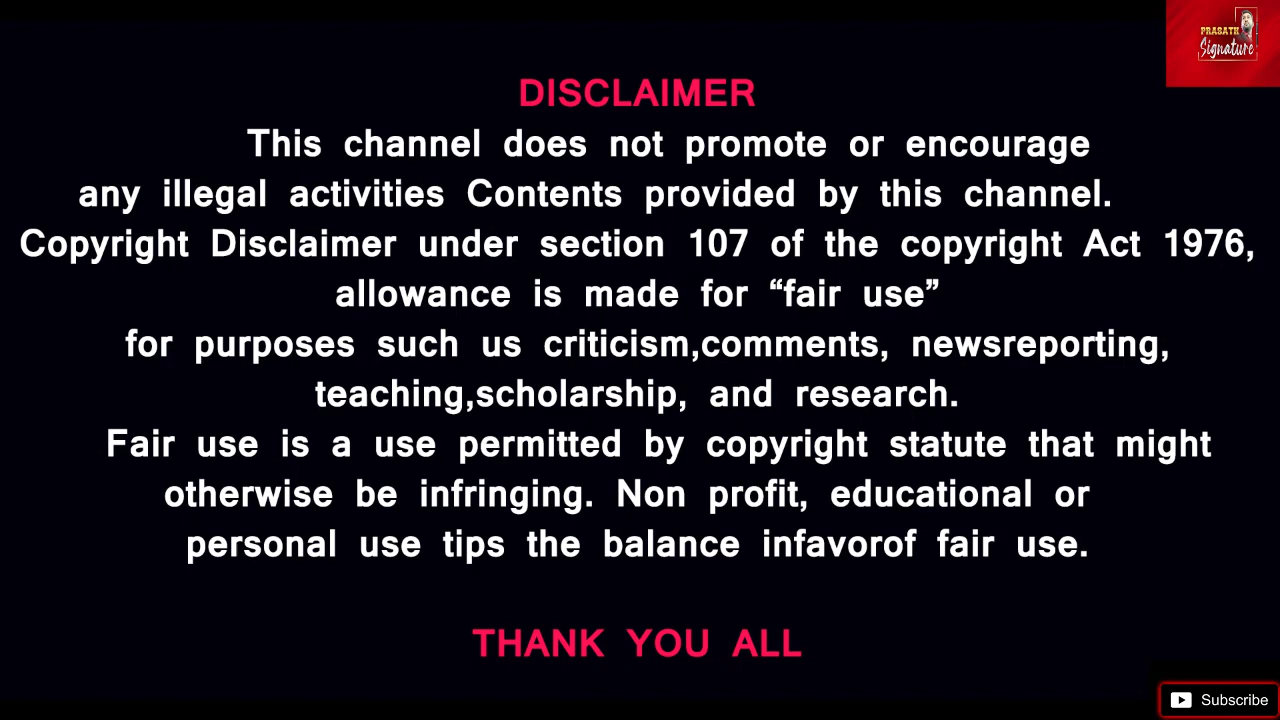 PRAGATH
Signature
DISCLAIMER
This channel does not promote or encourage
any illegal activities Contents provided by this channel.
Copyright Disclaimer under section 107 of the copyright Act 1976,
allowance is made for “fair use”
for purposes such us criticism,comments, newsreporting,
teaching,scholarship, and research.
Fair use is a use permitted by copyright statute that might
otherwise be infringing. Non profit, educational or
personal use tips the balance infavorof fair use.
THANK YOU ALL
Subscribe